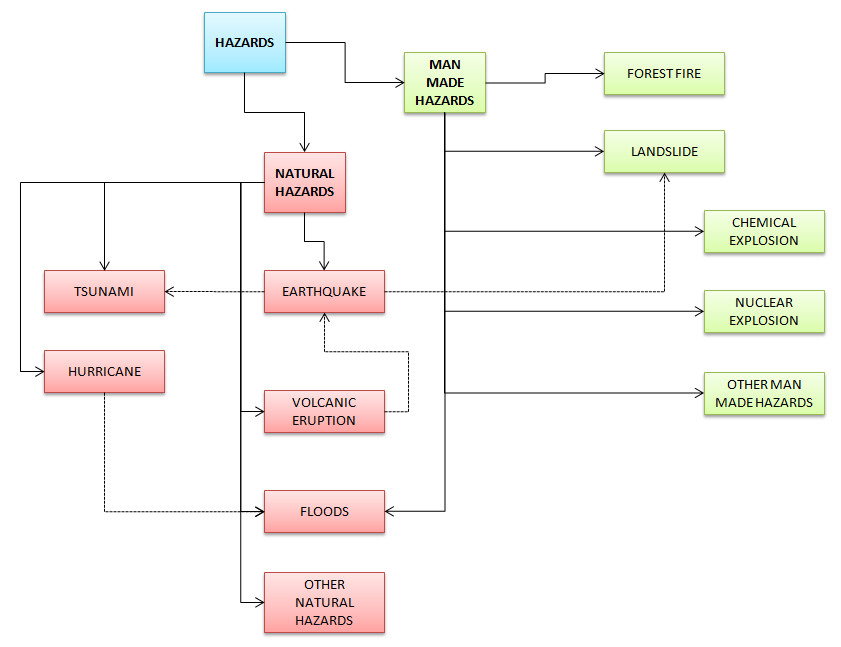 HAZARDS
MAN
MADE
HAZARDS
FOREST FIRE
LANDSLIDE
NATURAL
HAZARDS
CHEMICAL
EXPLOSION
TSUNAMI
EARTHQUAKE
NUCLEAR
EXPLOSION
HURRICANE
VOLCANIC
ERUPTION
OTHER MAN
MADE HAZARDS
FLOODS
OTHER
NATURAL
HAZARDS